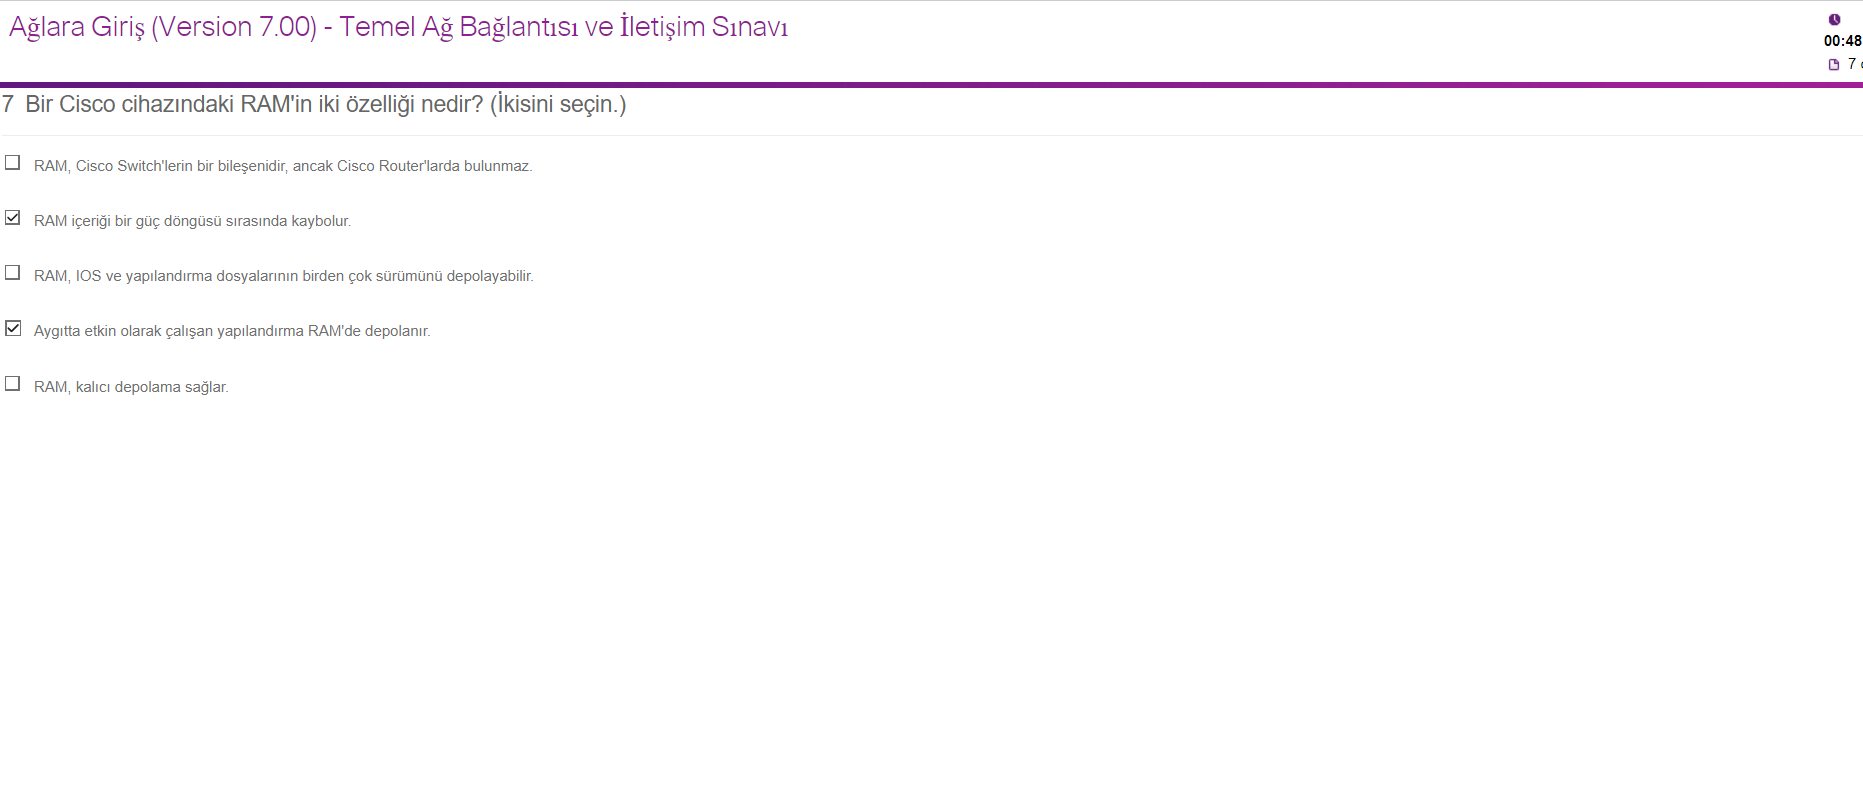 Ağlara Giriş (Version 7.00) - Temel Ağ Bağlantısı ve İletişim Sınavı
00:48
7
7 Bir Cisco cihazındaki RAM'in iki özelliği nedir? (İkisini seçin.)
RAM, Cisco Switch'lerin bir bileşenidir, ancak Cisco Router'larda bulunmaz.
RAM içeriği bir güç döngüsü sırasında kaybolur.
RAM, IOS ve yapılandırma dosyalarının birden çok sürümünü depolayabilir.
Aygıtta etkin olarak çalışan yapılandırma RAM'de depolanır.
RAM, kalıcı depolama sağlar.